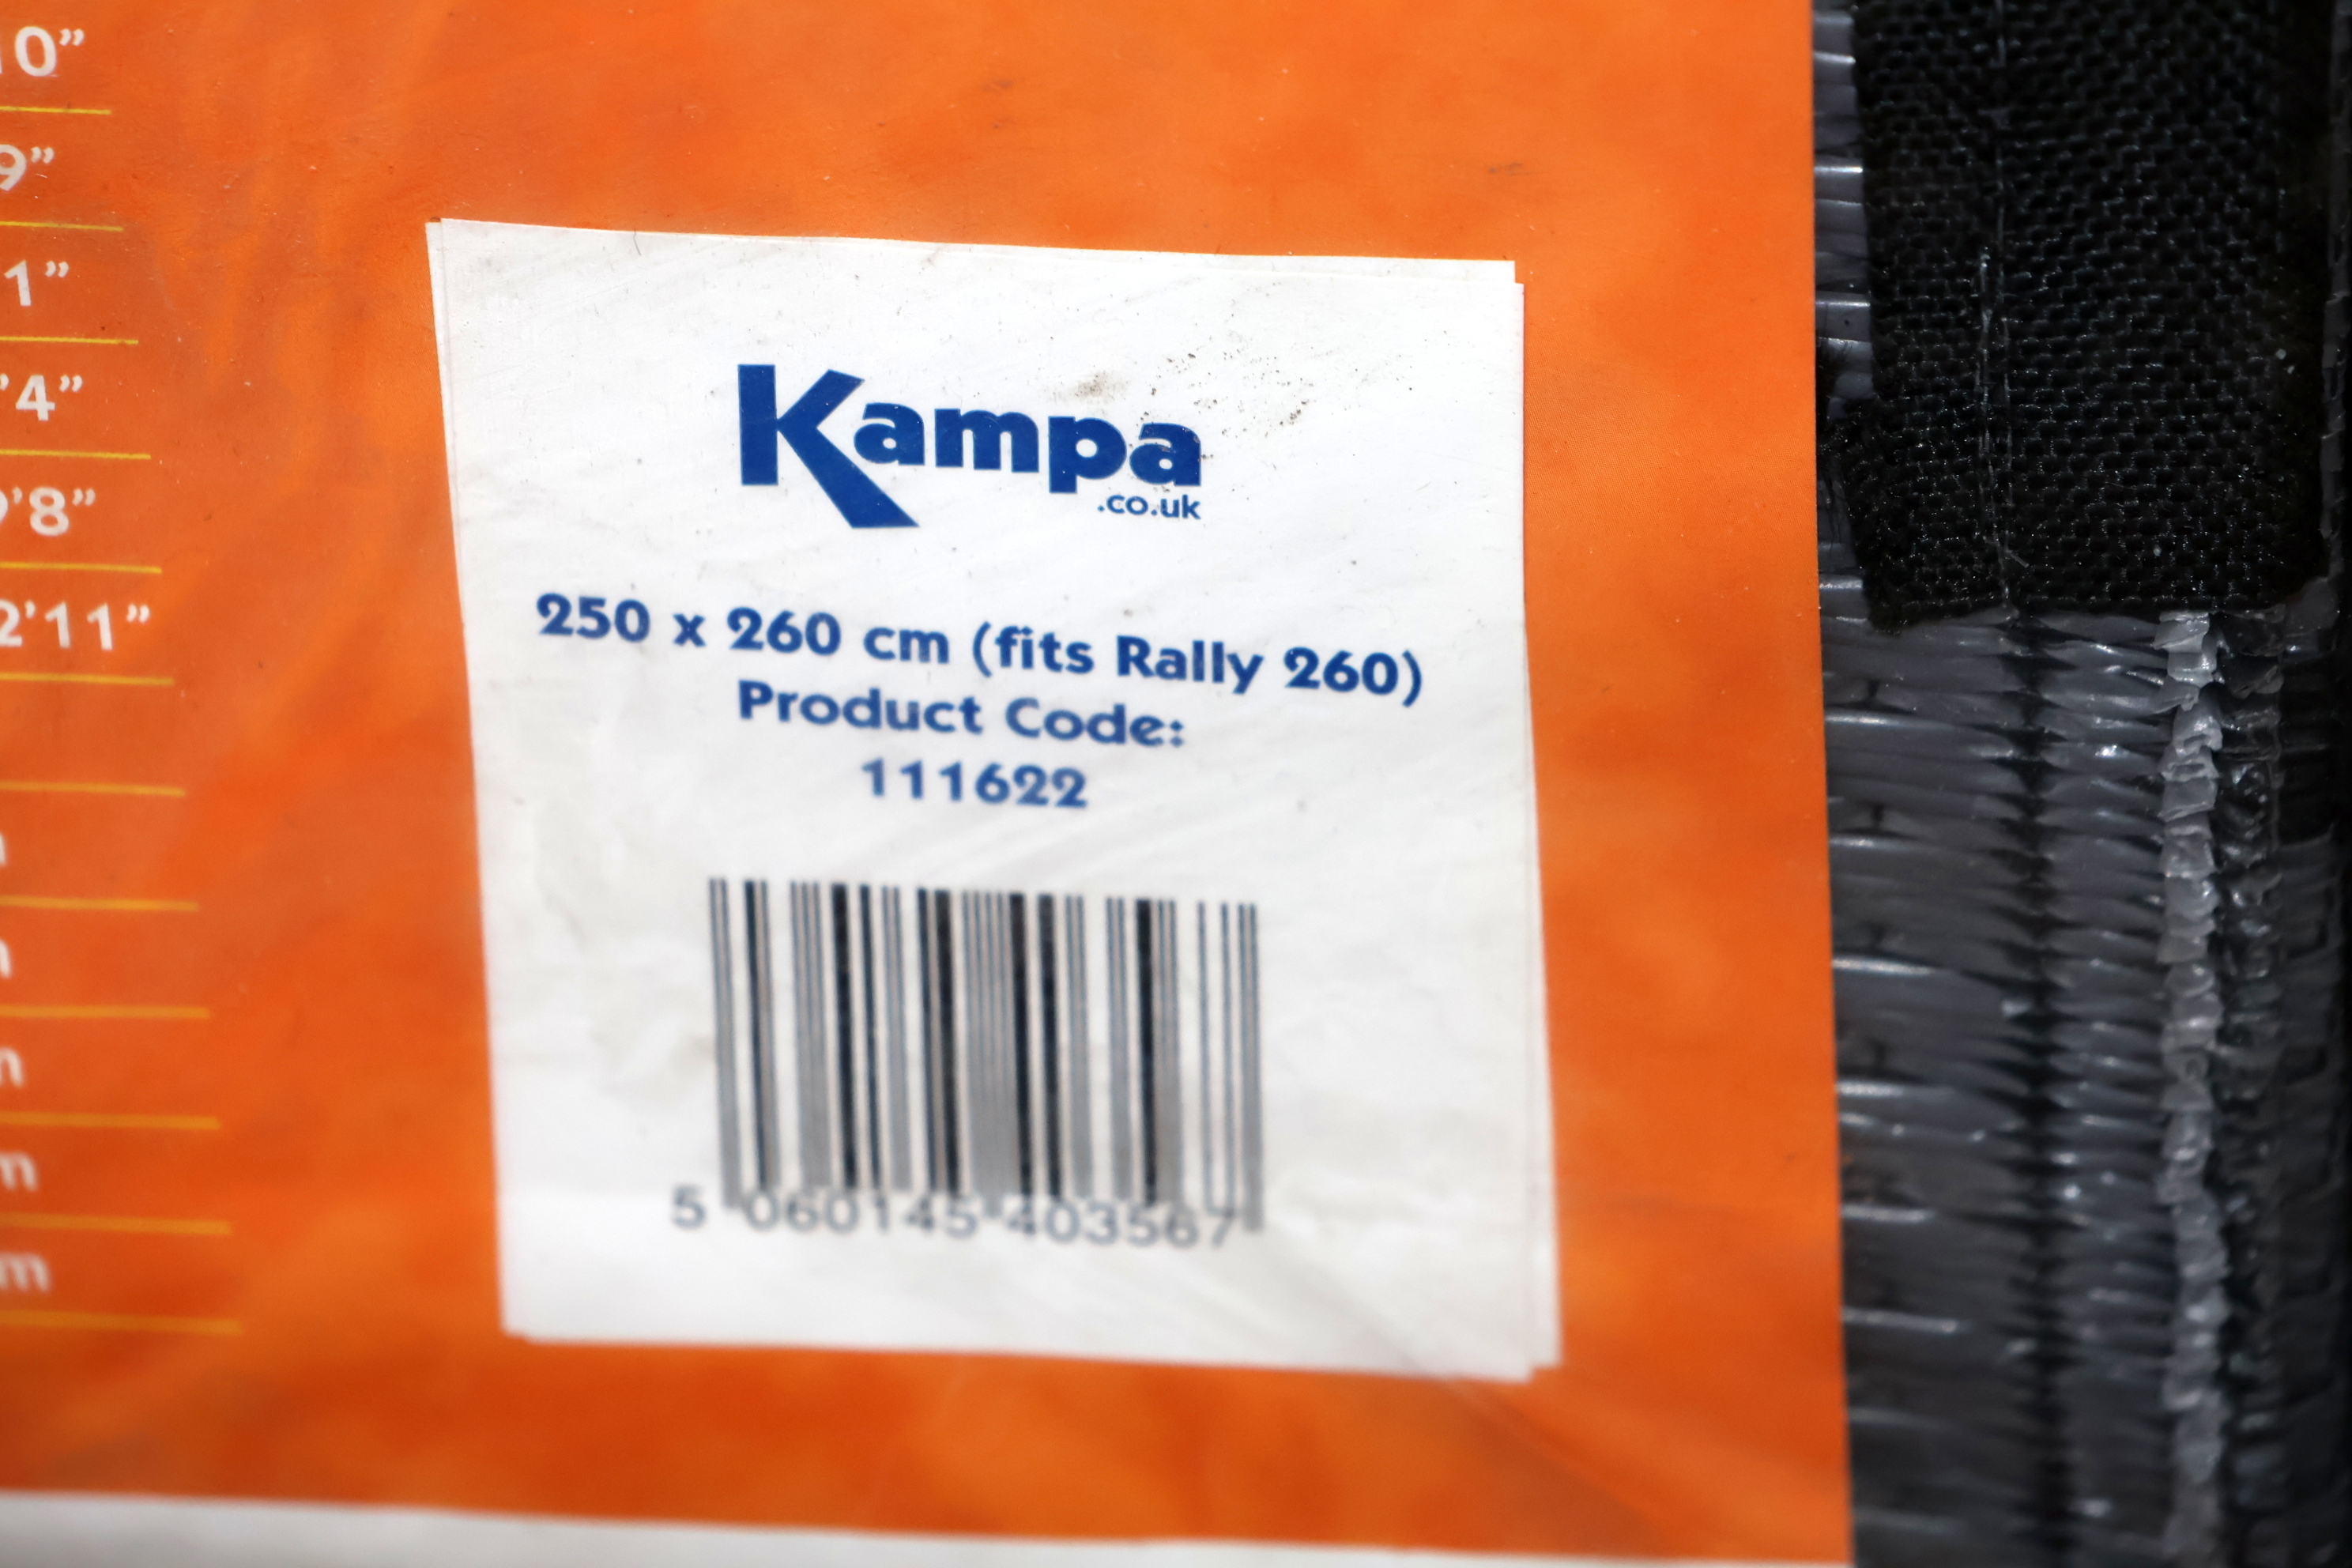 10”
9”
1”
’4”
9’8”
2’11”
m
m
m
m
m
Kampa
.co.uk
250 x 260 cm (fits Rally 260)
Product Code:
111622
5 060145 403567